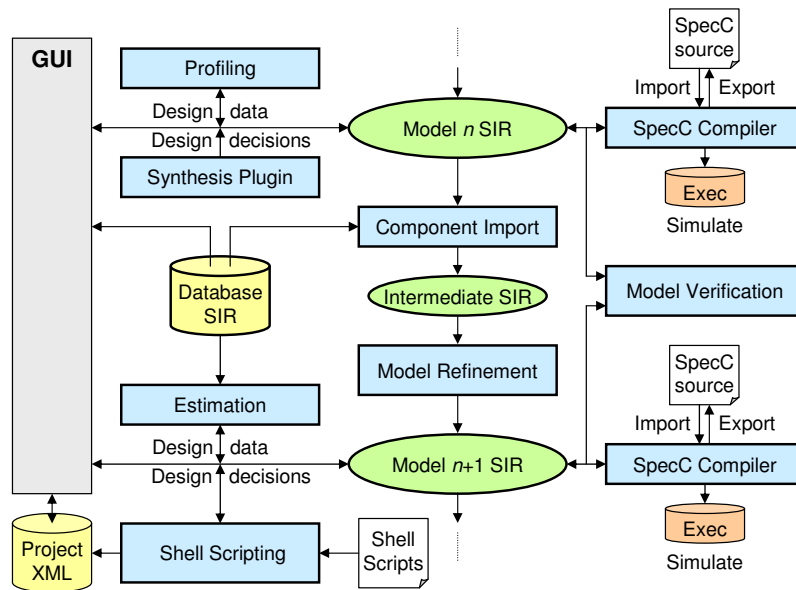 GUI
Profiling
Design data
Design decisions
Synthesis Plugin
Model n SIR
SpecC
source
Import Export
SpecC Compiler
Exec
Simulate
Component Import
Database
SIR
Intermediate SIR
Model Verification
Model Refinement
SpecC
source
Import Export
Estimation
Design data
Design decisions
Model n+1 SIR
SpecC Compiler
Exec
Simulate
Project
XML
Shell Scripting
Shell
Scripts